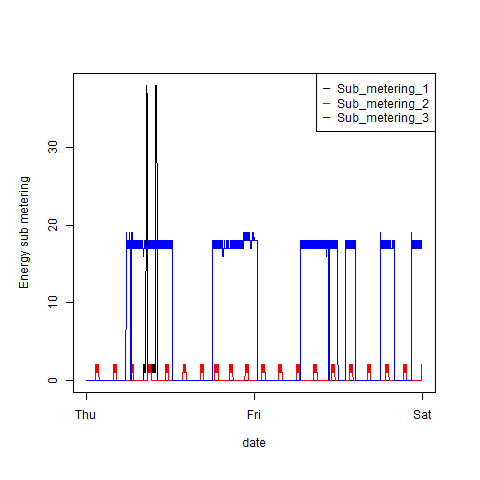 Sub_metering_1
Sub_metering_2
Sub_metering_3
30
20
10
0
Energy sub metering
Thu Fri Sat
date